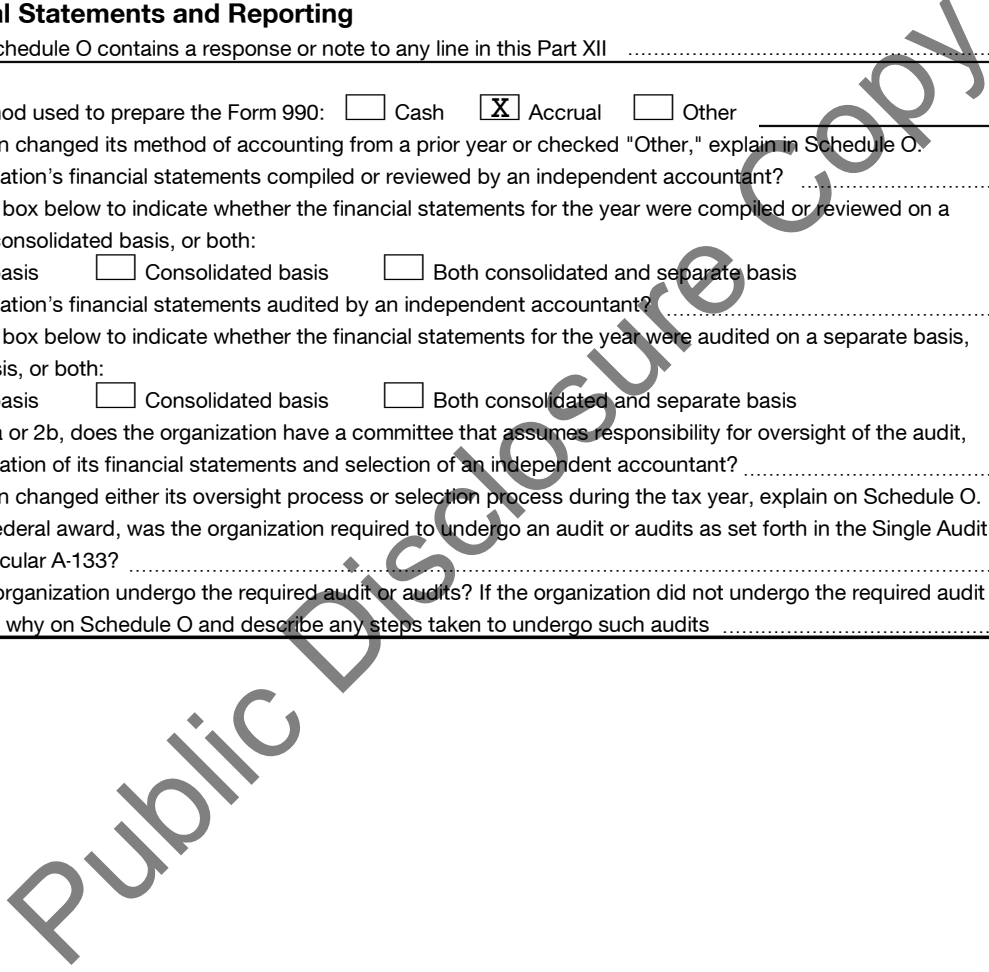 l Statements and Reporting
chedule O contains a response or note to any line in this Part XII
od used to prepare the Form 990: Cash X Accrual Other
n changed its method of accounting from a prior year or checked "Other," explain in Schedule O.
ation's financial statements compiled or reviewed by an independent accountant?
box below to indicate whether the financial statements for the year were compiled or reviewed on a
onsolidated basis, or both:
asis Consolidated basis Both consolidated and separate basis
ation's financial statements audited by an independent accountant?
box below to indicate whether the financial statements for the year were audited on a separate basis,
sis, or both:
asis Consolidated basis Both consolidated and separate basis
or 2b, does the organization have a committee that assumes responsibility for oversight of the audit,
ation of its financial statements and selection of an independent accountant?
n changed either its oversight process or selection process during the tax year, explain on Schedule O.
ederal award, was the organization required to undergo an audit or audits as set forth in the Single Audit
cular A-133?
organization undergo the required audit or audits? If the organization did not undergo the required audit
why on Schedule O and describe any steps taken to undergo such audits
Public Disclosure Copy